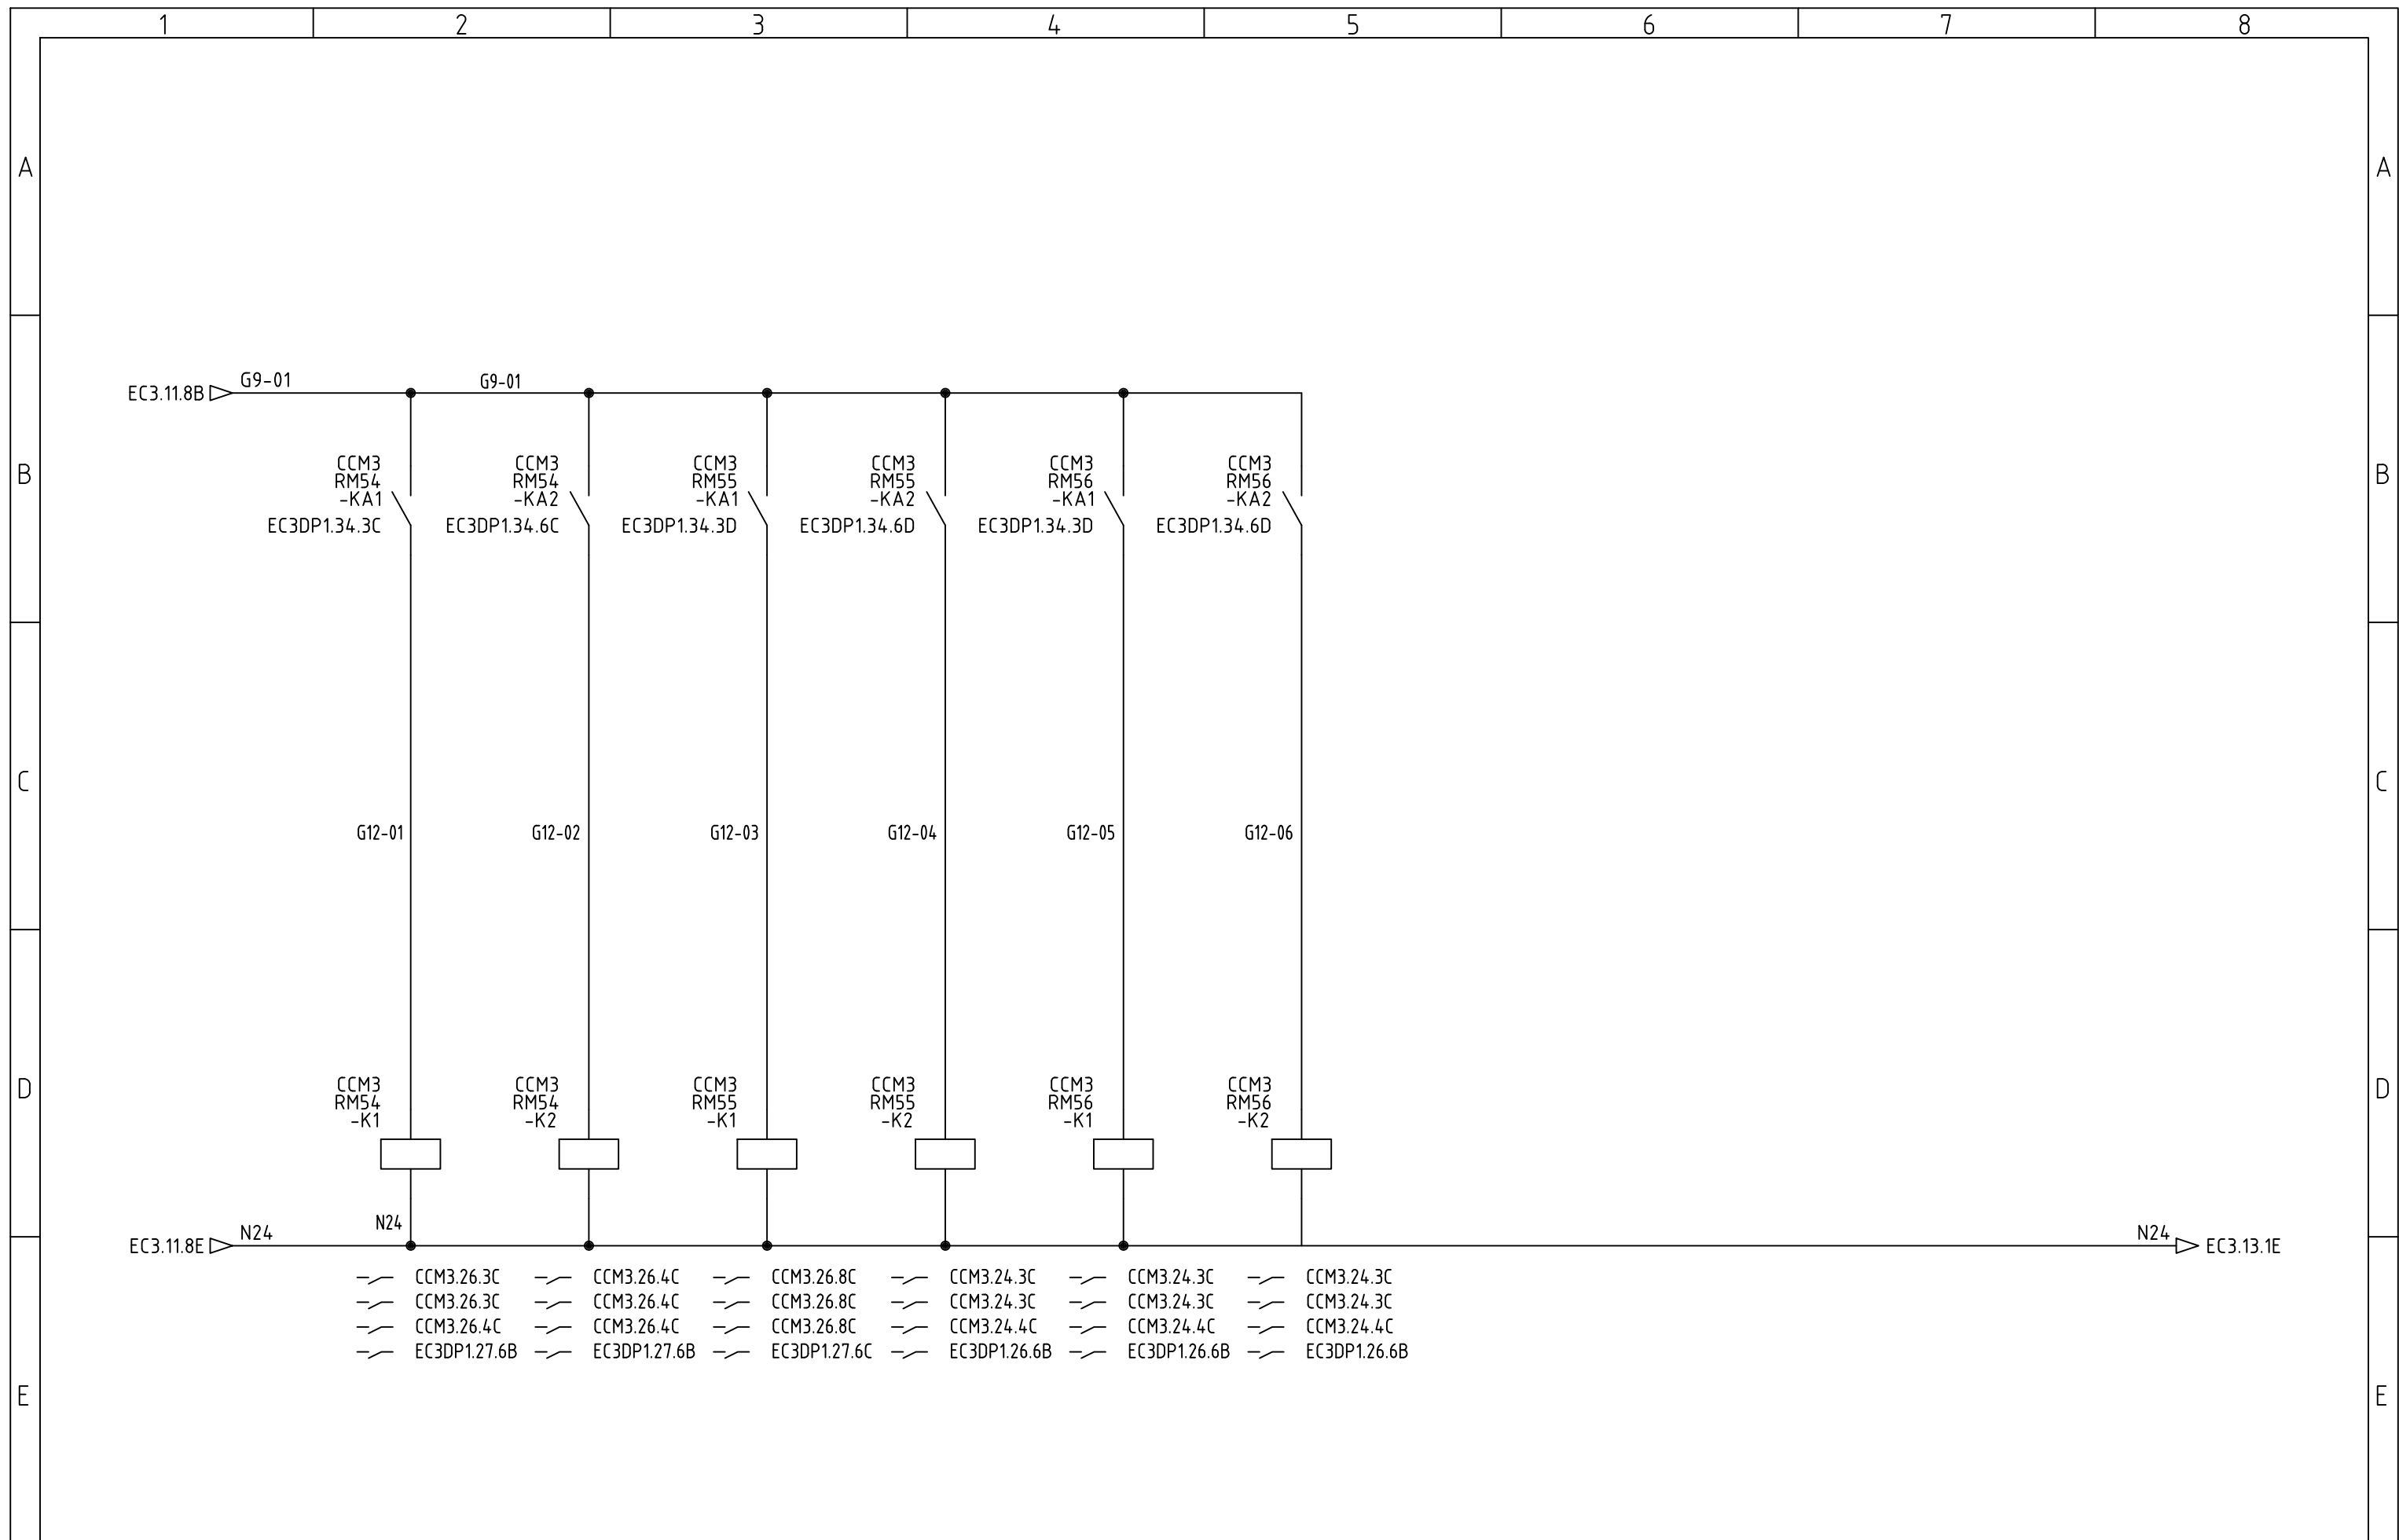 1 2 3 4 5 6 7 8
A A
G9-01 G9-01
EC3.11.8B
CCM3 CCM3 CCM3 CCM3 CCM3 CCM3
B RM54 RM54 RM55 RM55 RM56 RM56 B
-KA1 -KA2 -KA1 -KA2 -KA1 -KA2
EC3DP1.34.3C EC3DP1.34.6C EC3DP1.34.3D EC3DP1.34.6D EC3DP1.34.3D EC3DP1.34.6D
C C
G12-01 G12-02 G12-03 G12-04 G12-05 G12-06
CCM3 CCM3 CCM3 CCM3 CCM3 CCM3
D D
RM54 RM54 RM55 RM55 RM56 RM56
-K1 -K2 -K1 -K2 -K1 -K2
N24 N24 N24
EC3.11.8E EC3.13.1E
CCM3.26.3C CCM3.26.4C CCM3.26.8C CCM3.24.3C CCM3.24.3C CCM3.24.3C
CCM3.26.3C CCM3.26.4C CCM3.26.8C CCM3.24.3C CCM3.24.3C CCM3.24.3C
CCM3.26.4C CCM3.26.4C CCM3.26.8C CCM3.24.4C CCM3.24.4C CCM3.24.4C
EC3DP1.27.6B EC3DP1.27.6B EC3DP1.27.6C EC3DP1.26.6B EC3DP1.26.6B EC3DP1.26.6B
E E